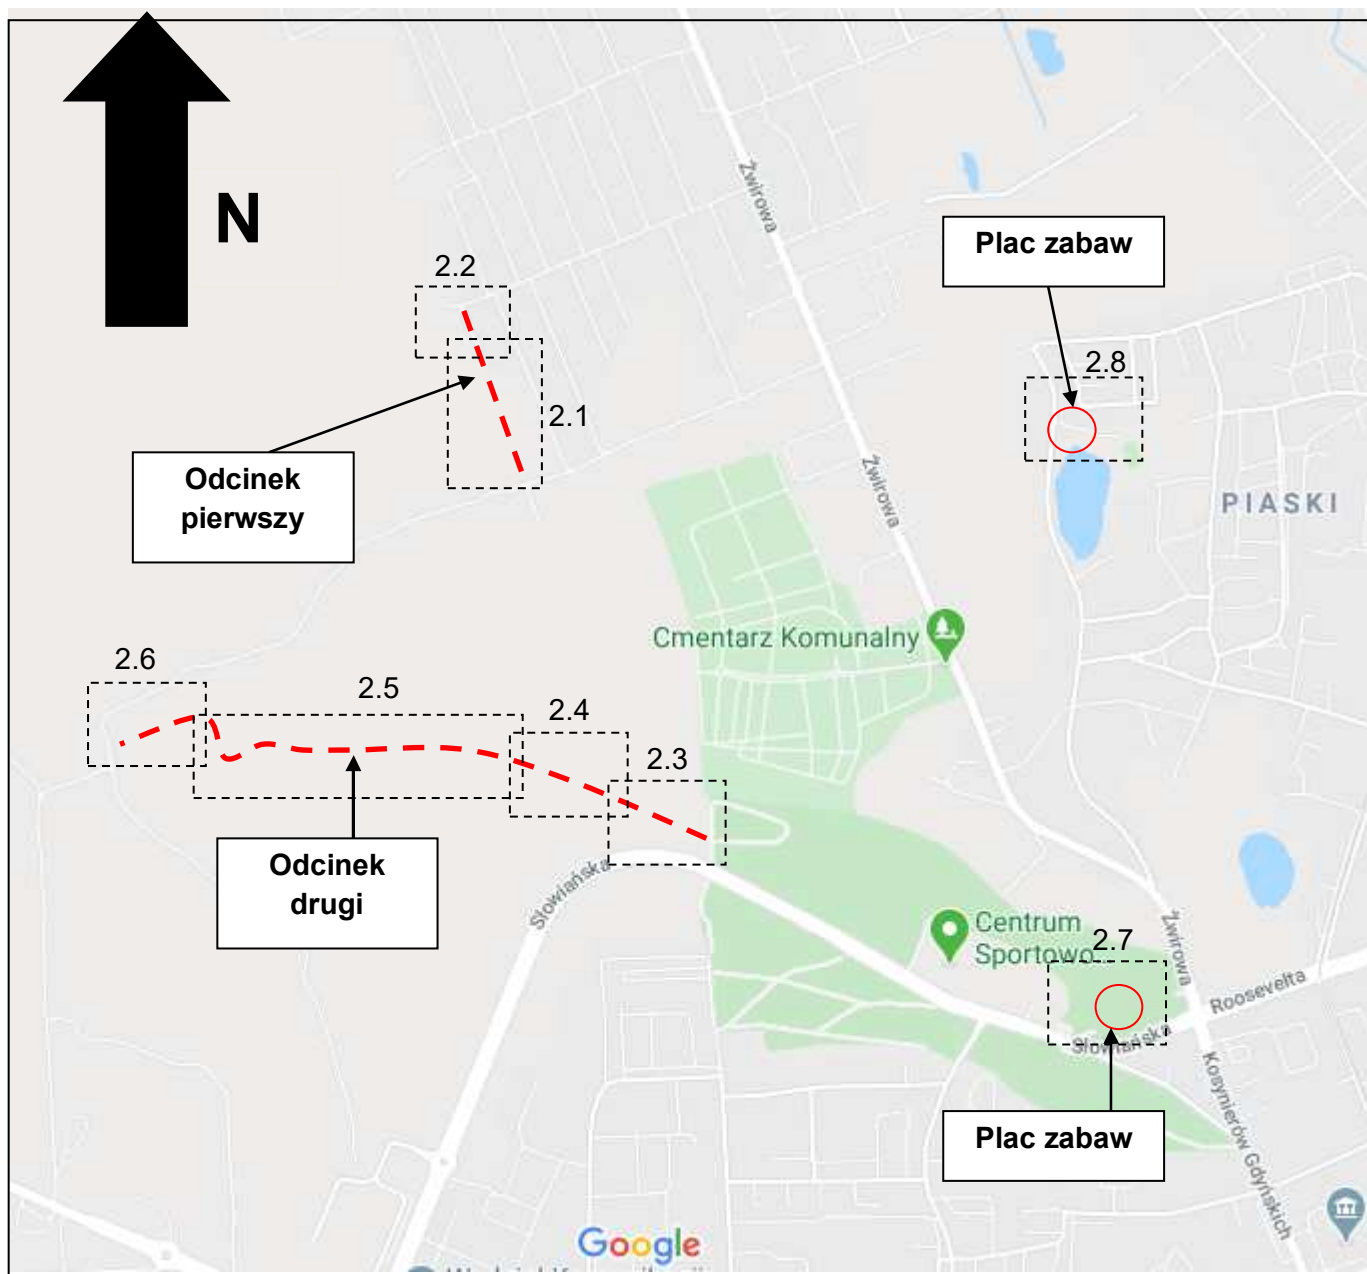 N
Żwirowa
Plac zabaw
2.2
2.8
2.1
Odcinek
pierwszy
Żwirowa
PIASKI
Cmentarz Komunalny
2.6
2.5
2.4
2.3
Odcinek
drugi
Słowiańska
Centrum
Sportowo
2.7
Żwirowa
Roosevelta
Słowiańska
Kosynierów Gdyńskich
Plac zabaw
Google